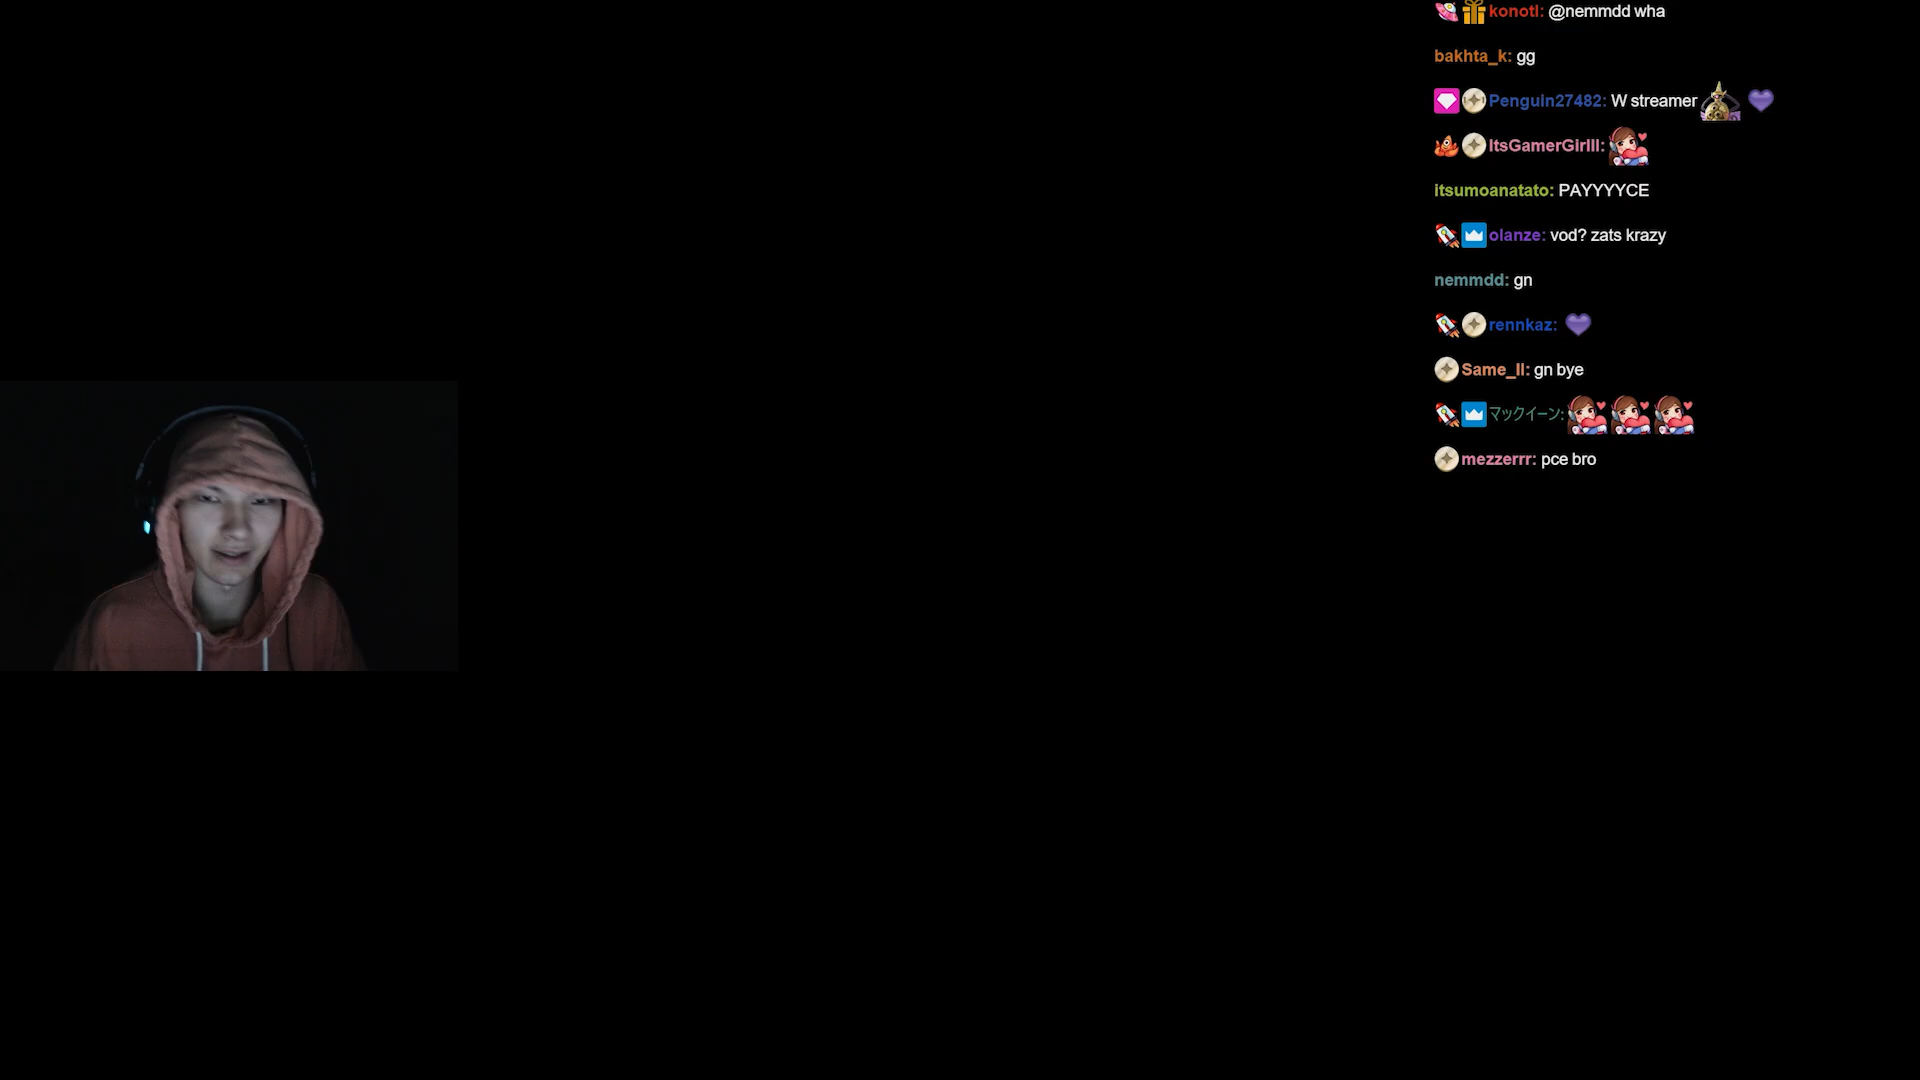 konotl: @nemmdd wha
bakhta_k: gg
Penguin27482: W streamer
ItsGamerGirlll:
itsumoanatato: PAYYYYCE
olanze: vod? zats krazy
nemmdd: gn
rennkaz:
Same_ll: gn bye
マックイーン:
mezzerrr: pce bro